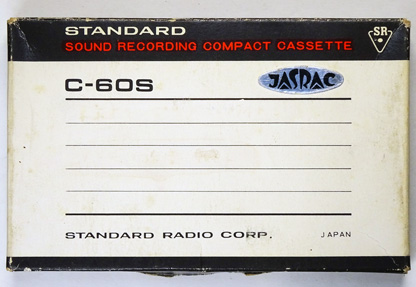 STANDARD
SOUND RECORDING COMPACT CASSETTE
SR
C-60S
JASRAC
STANDARD RADIO CORP. JAPAN